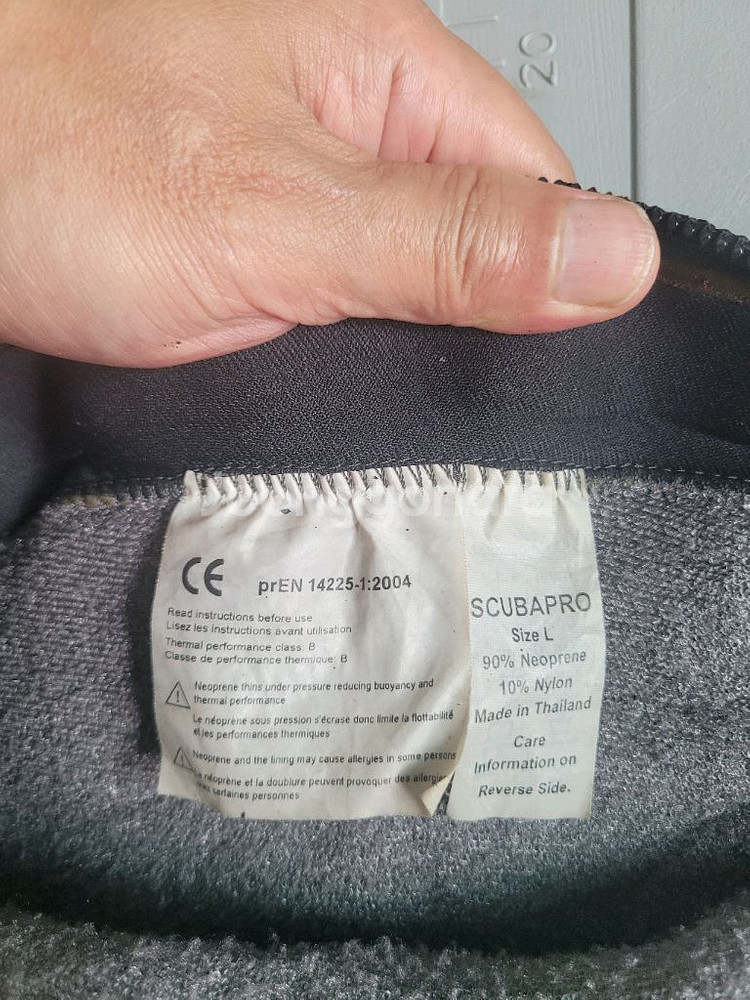 20
CE prEN 14225-1:2004
Read instructions before use
Lisez les instructions avant utilisation
Thermal performance class: B
Classe de performance thermique: B
Neoprene thins under pressure reducing buoyancy and
thermal performance
Le néoprène sous pression s'écrase donc limite la flottabilité
et les performances thermiques
Neoprene and the lining may cause allergies in some persons
néoprène et la doublure peuvent provoquer des allergies
certaines personnes
SCUBAPRO
Size L
90% Neoprene
10% Nylon
Made in Thailand
Care
Information on
Reverse Side.